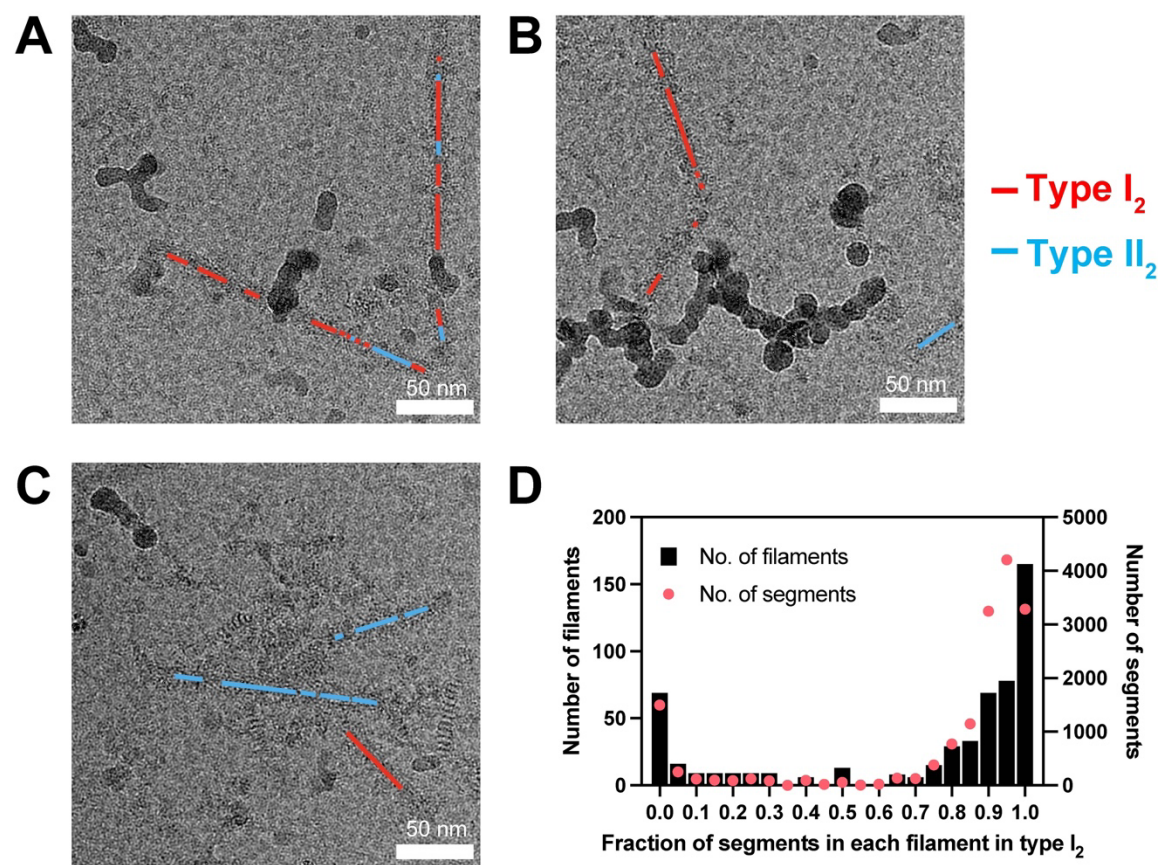 A
B
50 nm
50 nm
Type I₂
Type II₂
C
50 nm
D
No. of filaments
No. of segments
Number of filaments
200
150
100
50
0
5000
4000
3000
2000
1000
0
Number of segments
0.0 0.1 0.2 0.3 0.4 0.5 0.6 0.7 0.8 0.9 1.0
Fraction of segments in each filament in type I₂